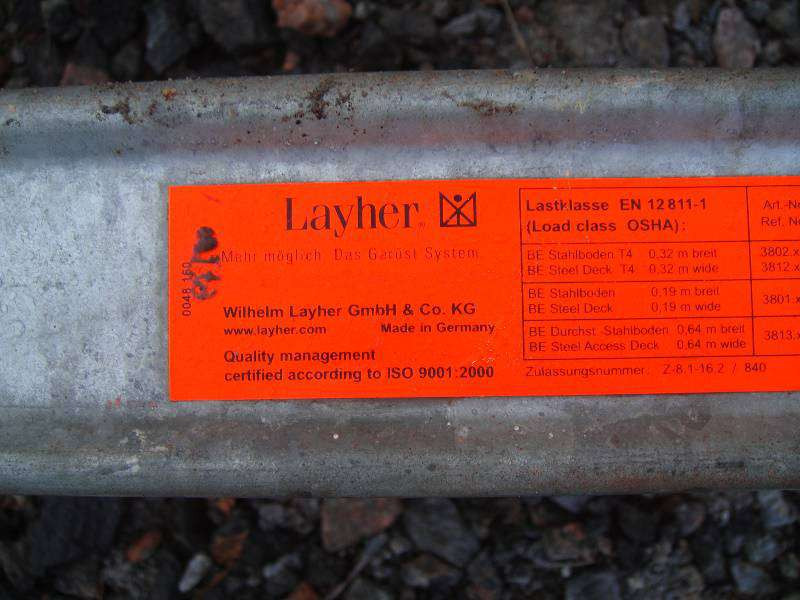 Layher®
Mehr möglich. Das Gerüst System.
0048 160
Wilhelm Layher GmbH & Co. KG
www.layher.com Made in Germany
Quality management
certified according to ISO 9001:2000
Lastklasse EN 12 811-1
(Load class OSHA):
Art.-No
Ref. No
BE Stahlboden T4 0,32 m breit
BE Steel Deck T4 0,32 m wide
3802.x
3812.x
BE Stahlboden 0,19 m breit
BE Steel Deck 0,19 m wide
3801.x
BE Durchst.-Stahlboden 0,64 m breit
BE Steel Access Deck 0,64 m wide
3813.x
Zulassungsnummer: Z-8.1-16.2 / 840